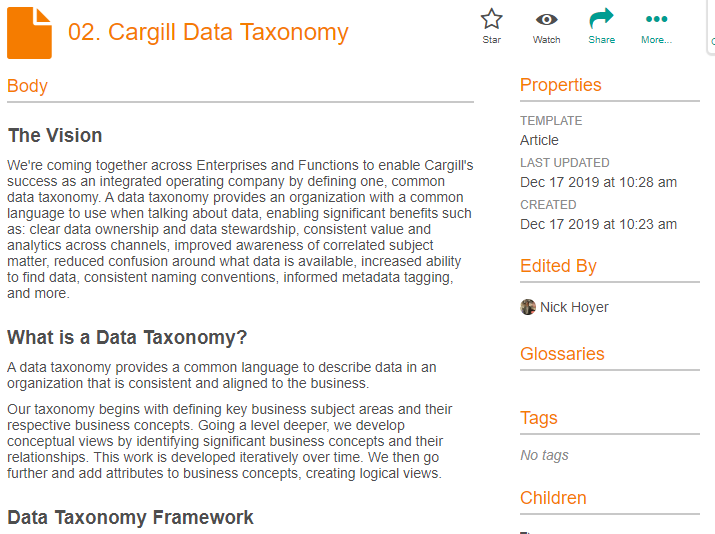 02. Cargill Data Taxonomy
Star
Watch
Share
More...
Body
The Vision
We're coming together across Enterprises and Functions to enable Cargill's
success as an integrated operating company by defining one, common
data taxonomy. A data taxonomy provides an organization with a common
language to use when talking about data, enabling significant benefits such
as: clear data ownership and data stewardship, consistent value and
analytics across channels, improved awareness of correlated subject
matter, reduced confusion around what data is available, increased ability
to find data, consistent naming conventions, informed metadata tagging,
and more.
What is a Data Taxonomy?
A data taxonomy provides a common language to describe data in an
organization that is consistent and aligned to the business.
Our taxonomy begins with defining key business subject areas and their
respective business concepts. Going a level deeper, we develop
conceptual views by identifying significant business concepts and their
relationships. This work is developed iteratively over time. We then go
further and add attributes to business concepts, creating logical views.
Data Taxonomy Framework
Properties
TEMPLATE
Article
LAST UPDATED
Dec 17 2019 at 10:28 am
CREATED
Dec 17 2019 at 10:23 am
Edited By
Nick Hoyer
Glossaries
Tags
No tags
Children